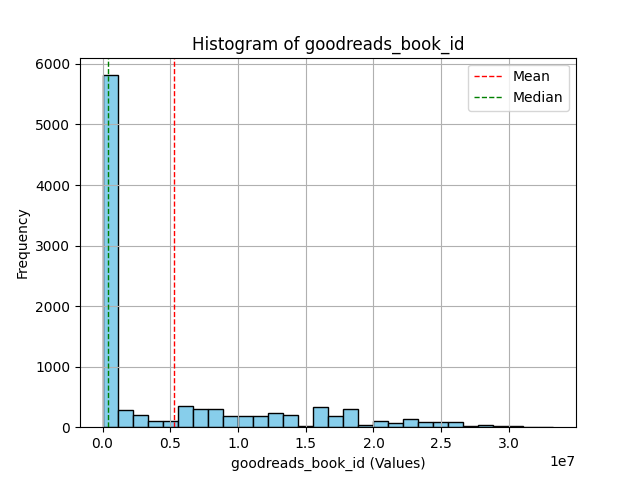 Histogram of goodreads_book_id
Mean
Median
6000
5000
4000
3000
2000
1000
0
Frequency
0.0 0.5 1.0 1.5 2.0 2.5 3.0
1e7
goodreads_book_id (Values)